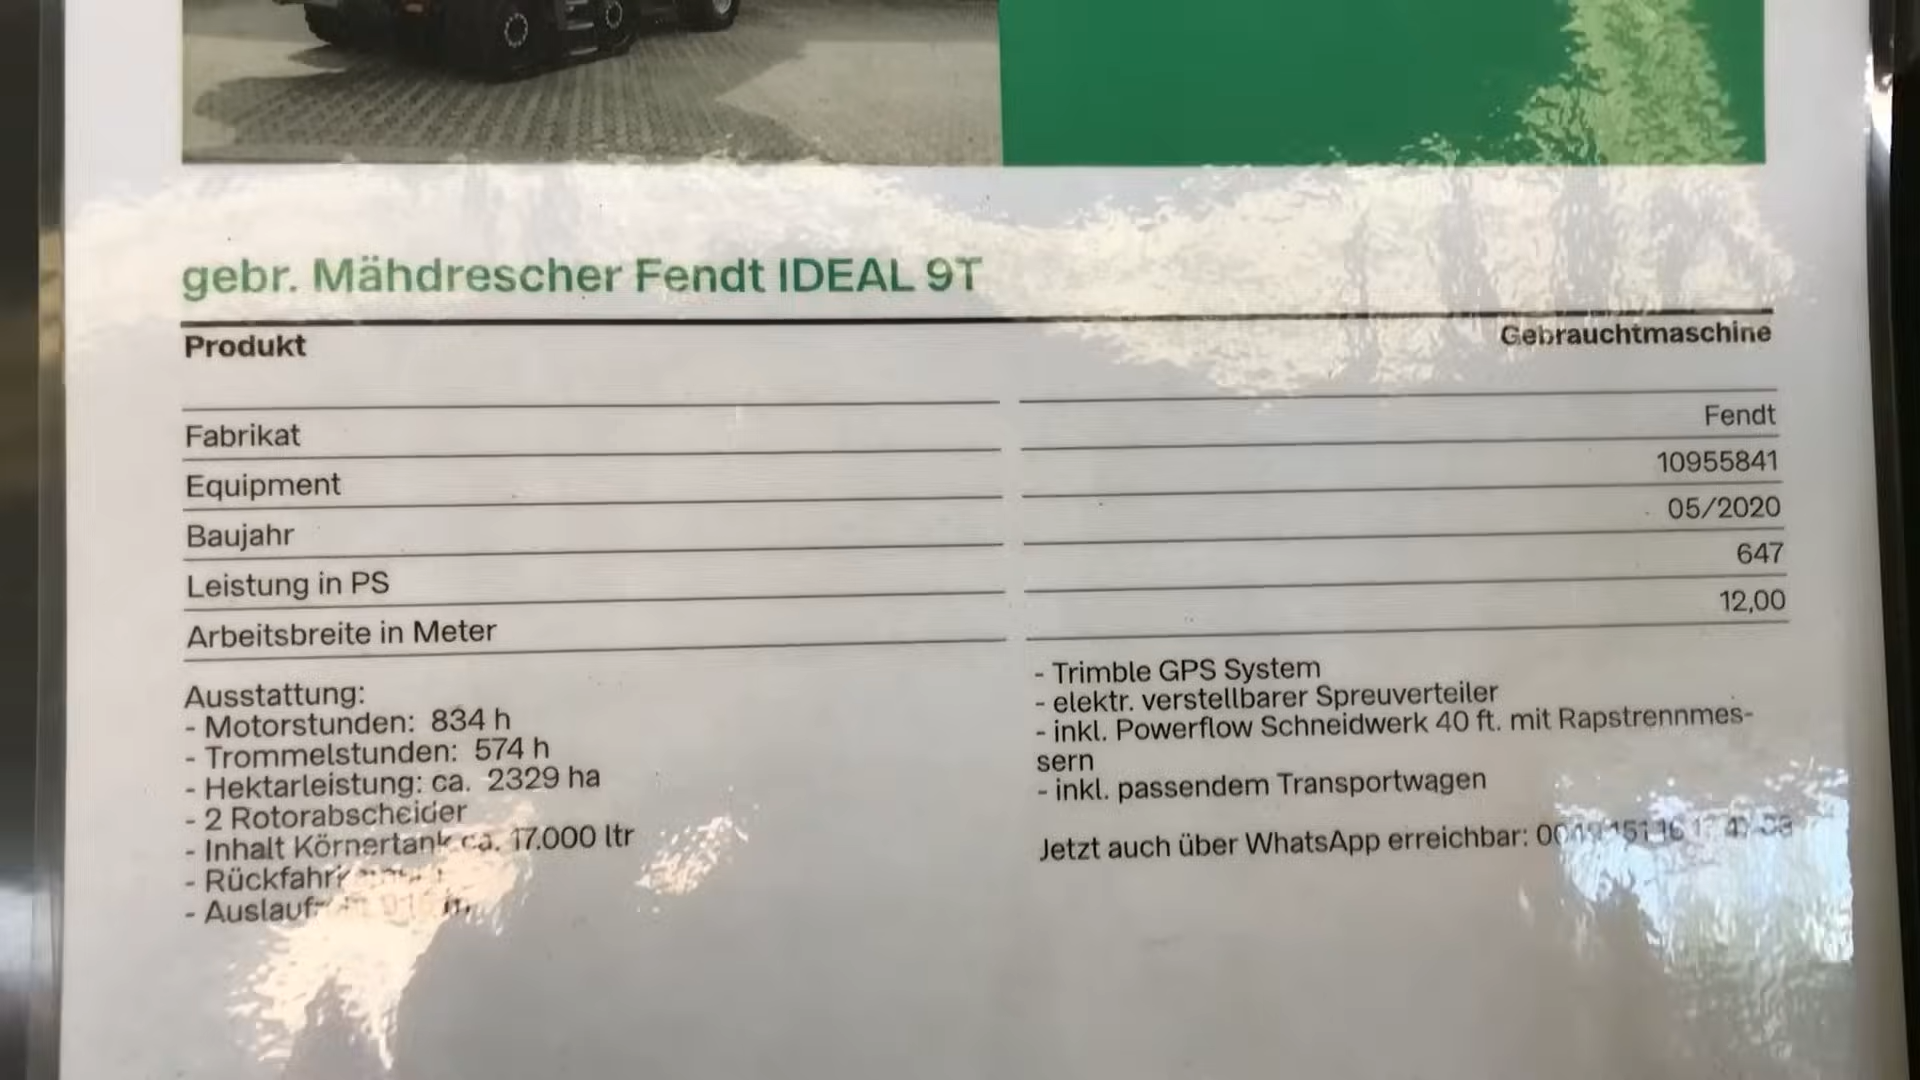 gebr. Mähdrescher Fendt IDEAL 9T
Produkt Gebrauchtmaschine
Fabrikat Fendt
Equipment 10955841
Baujahr 05/2020
Leistung in PS 647
Arbeitsbreite in Meter 12,00
Ausstattung:
- Motorstunden: 834 h
- Trommelstunden: 574 h
- Hektarleistung: ca. 2329 ha
- 2 Rotorabscheider
- Inhalt Körnertank ca. 17.000 ltr
-
-
- Trimble GPS System
- elektr. verstellbarer Spreuverteiler
- inkl. Powerflow Schneidwerk 40 ft. mit Rapstrennmes-
sern
- inkl. passendem Transportwagen
Jetzt auch über WhatsApp erreichbar: